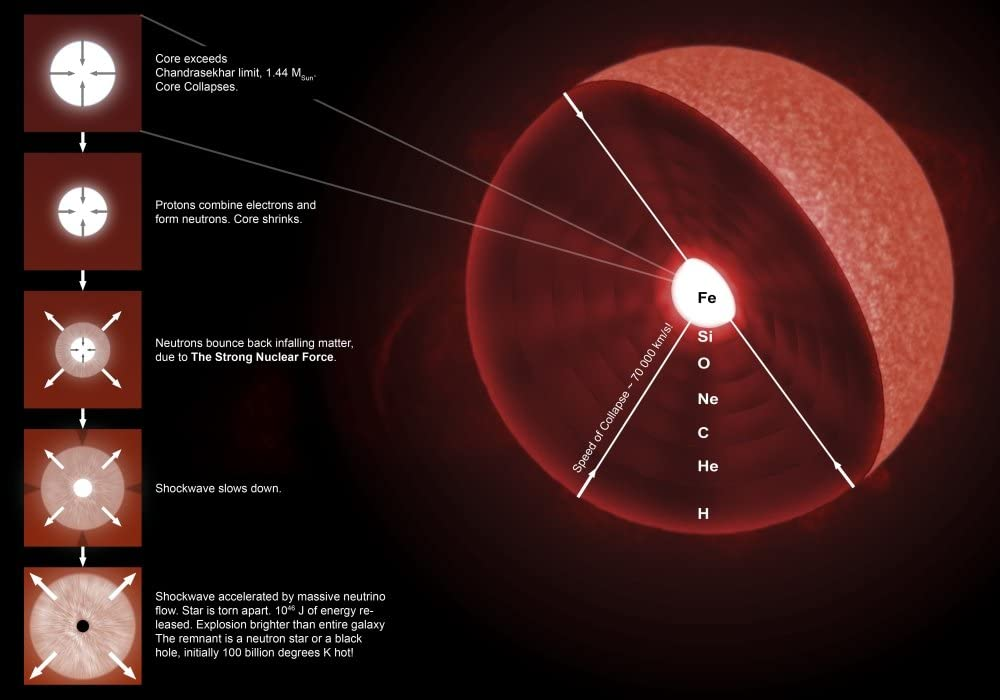 Core exceeds
Chandrasekhar limit, 1.44 M_Sun.
Core Collapses.
Protons combine electrons and
form neutrons. Core shrinks.
Neutrons bounce back infalling matter,
due to The Strong Nuclear Force.
Shockwave slows down.
Shockwave accelerated by massive neutrino
flow. Star is torn apart. 10⁴⁶ J of energy re-
leased. Explosion brighter than entire galaxy
The remnant is a neutron star or a black
hole, initially 100 billion degrees K hot!
Speed of Collapse ~ 70 000 km/s!
Fe
Si
O
Ne
C
He
H